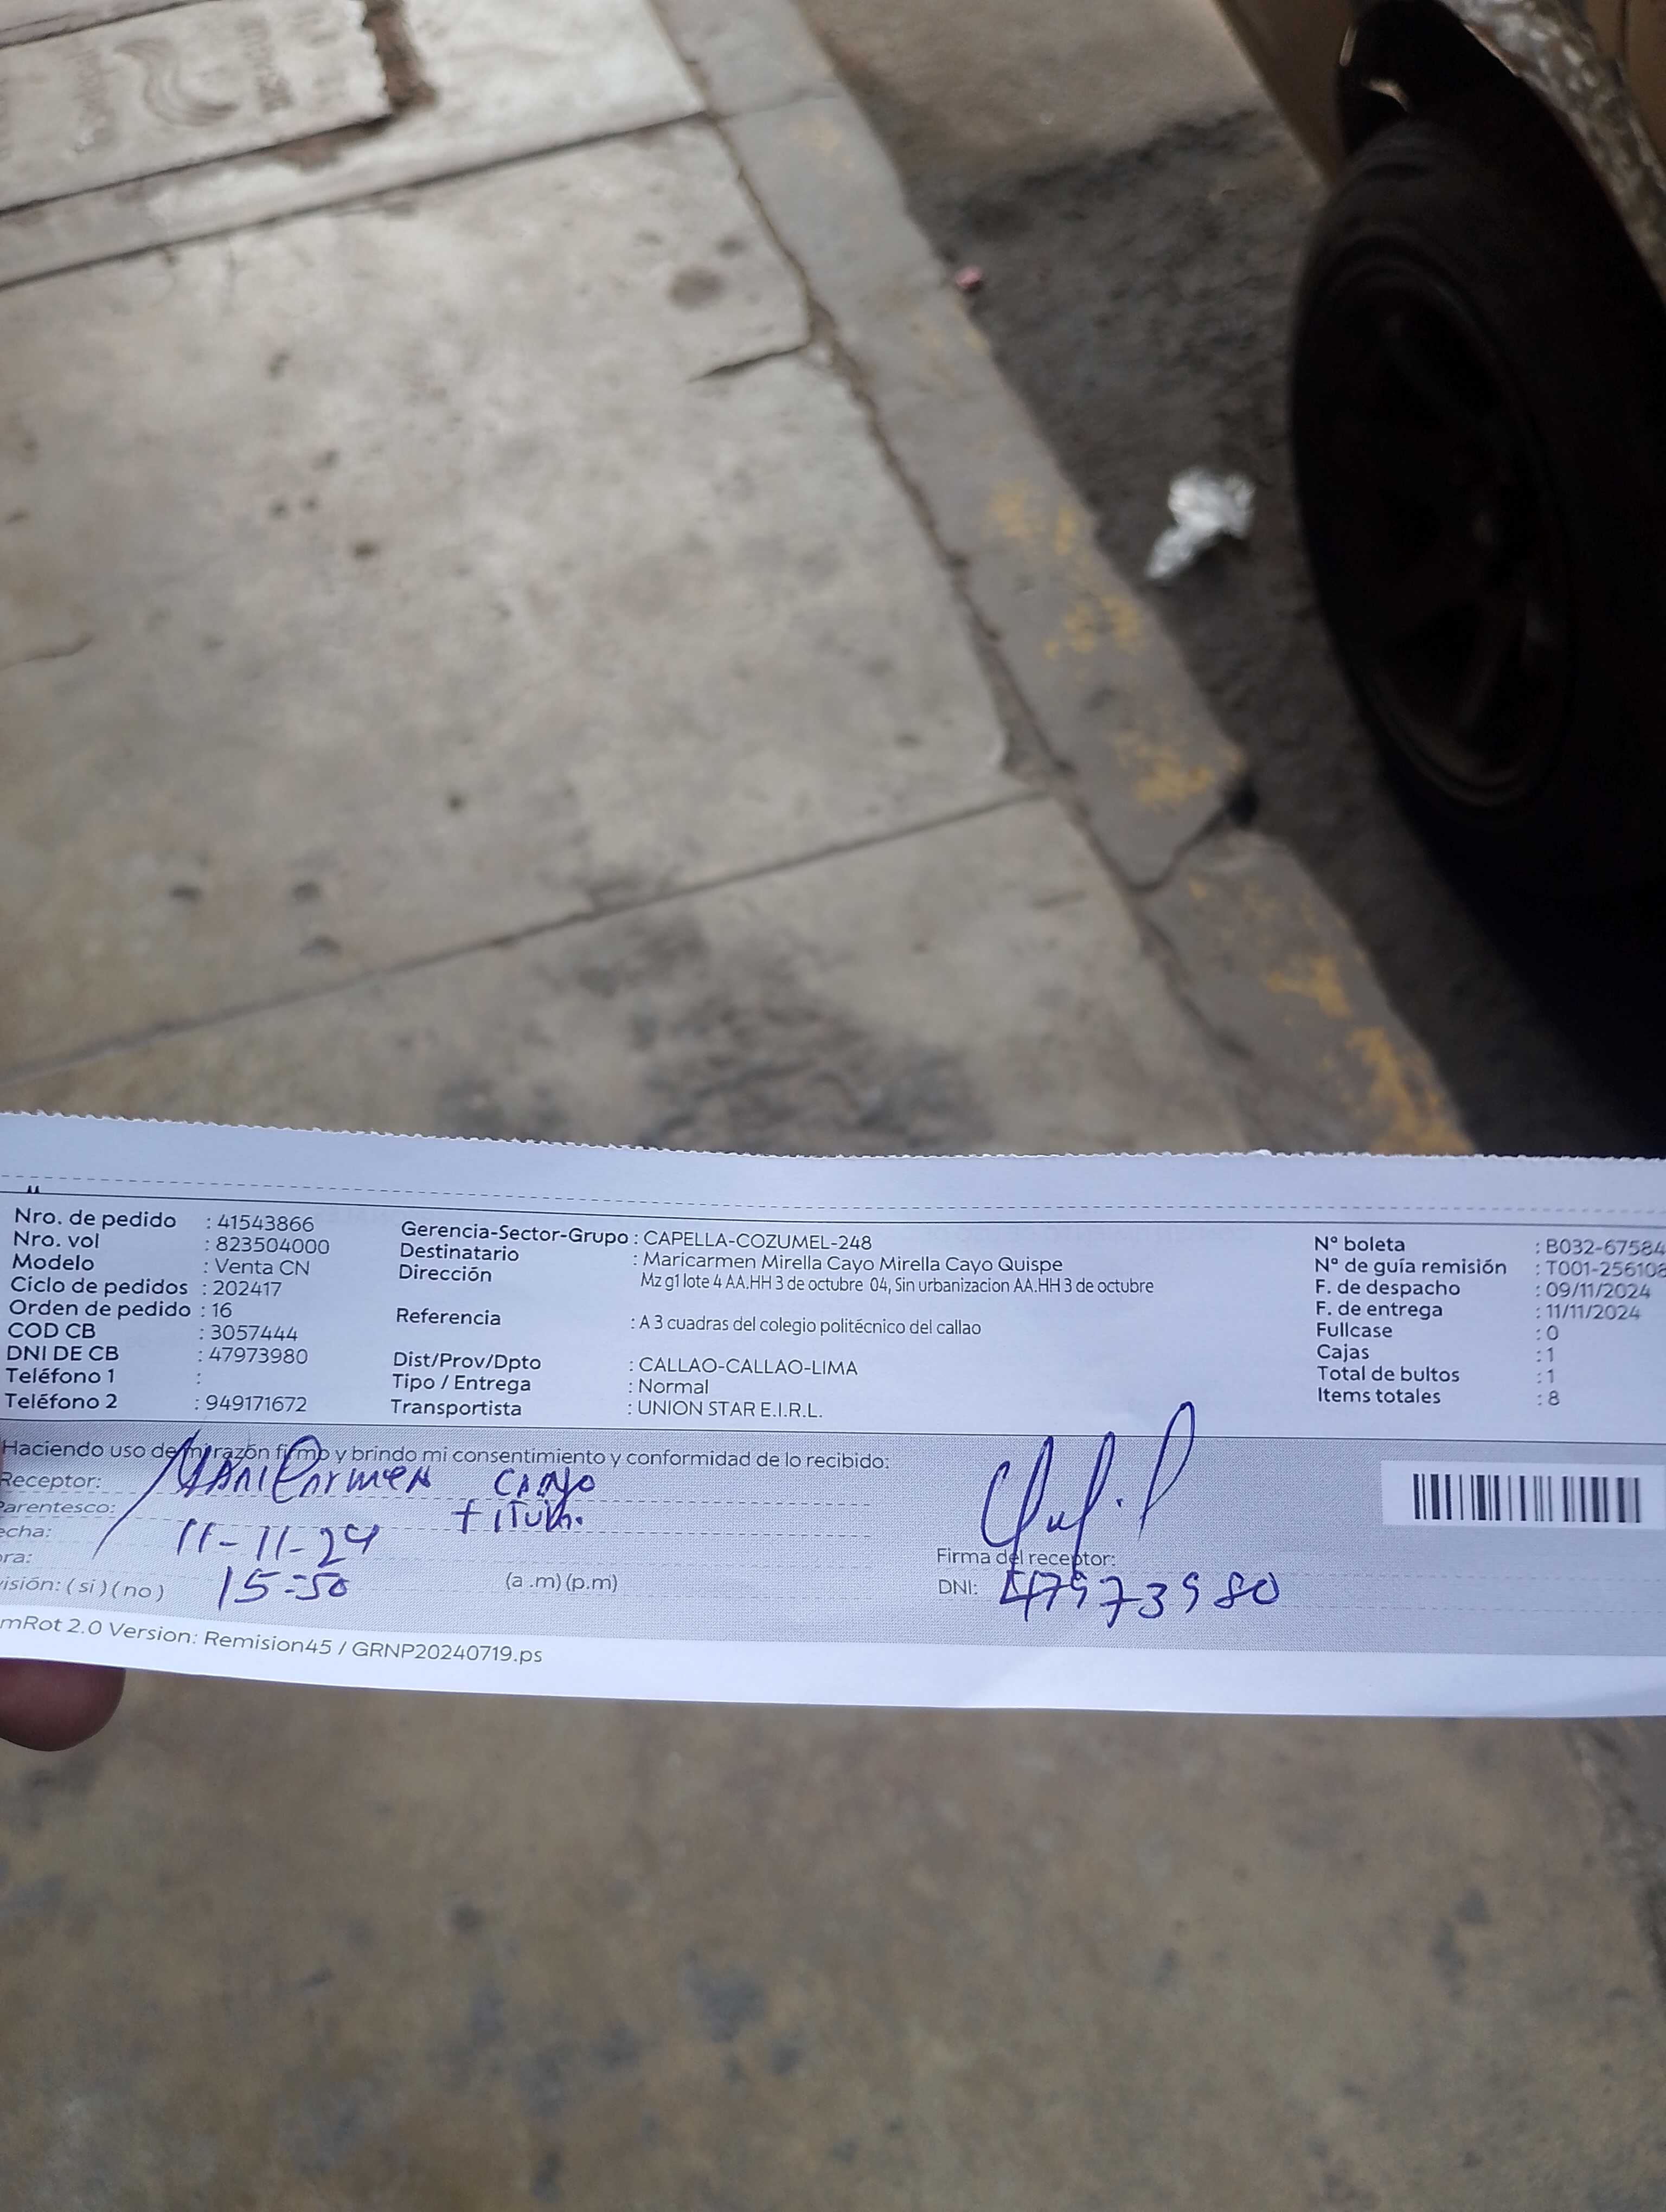 Nro. de pedido : 41543866
Nro. vol : 823504000
Modelo : Venta CN
Ciclo de pedidos : 202417
Orden de pedido : 16
COD CB : 3057444
DNI DE CB : 47973980
Teléfono 1 :
Teléfono 2 : 949171672
Gerencia-Sector-Grupo : CAPELLA-COZUMEL-248
Destinatario : Maricarmen Mirella Cayo Mirella Cayo Quispe
Dirección Mz g1 lote 4 AA.HH 3 de octubre 04, Sin urbanizacion AA.HH 3 de octubre
Referencia : A 3 cuadras del colegio politécnico del callao
Dist/Prov/Dpto : CALLAO-CALLAO-LIMA
Tipo / Entrega : Normal
Transportista : UNION STAR E.I.R.L.
N° boleta : B032-67584
N° de guía remisión : T001-256108
F. de despacho : 09/11/2024
F. de entrega : 11/11/2024
Fullcase : 0
Cajas : 1
Total de bultos : 1
Items totales : 8
Haciendo uso de mi razón firmo y brindo mi consentimiento y conformidad de lo recibido:
Receptor: Maricarmen Cayo
Parentesco:
echa: 11-11-24
ora: 15:50 (a .m) (p.m)
isión: ( si ) ( no )
Firma del receptor:
DNI: 47973980
mRot 2.0 Version: Remision45 / GRNP20240719.ps